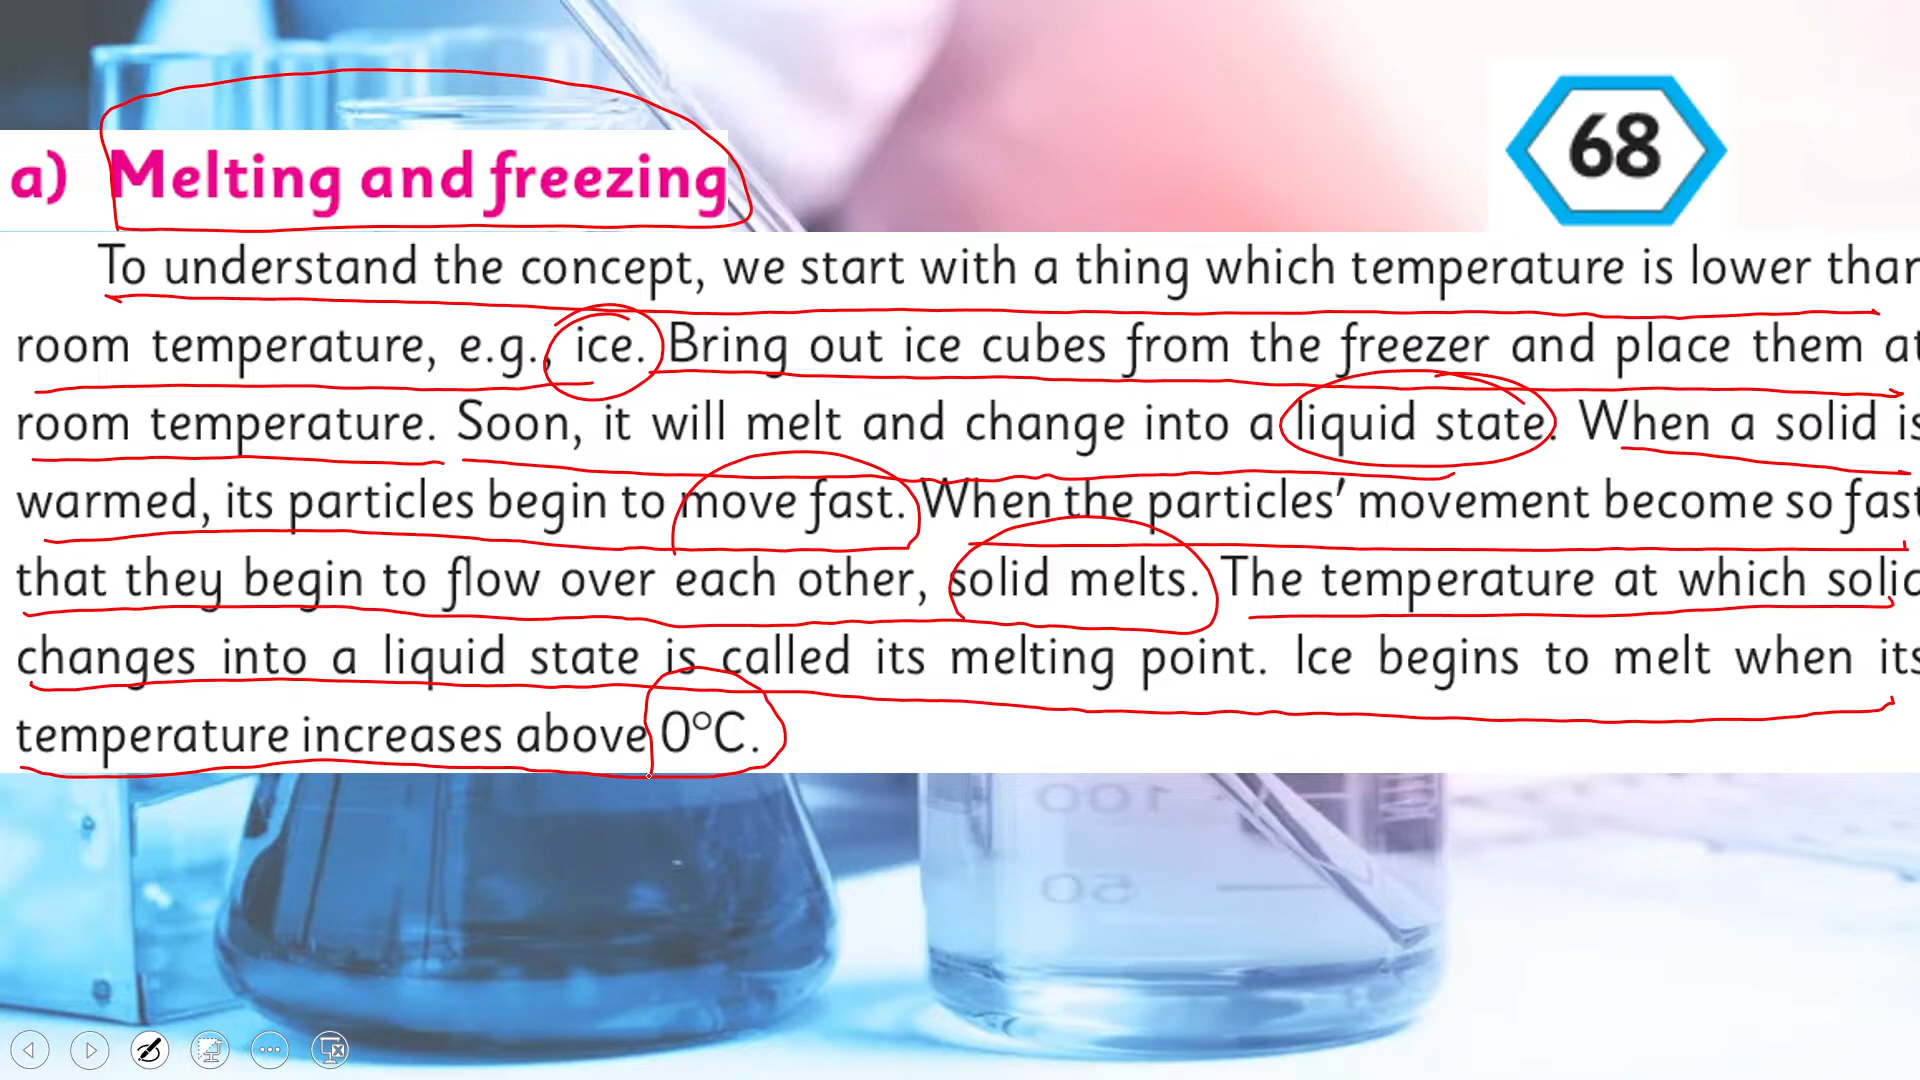 68
a) Melting and freezing
To understand the concept, we start with a thing which temperature is lower than
room temperature, e.g., ice. Bring out ice cubes from the freezer and place them at
room temperature. Soon, it will melt and change into a liquid state. When a solid is
warmed, its particles begin to move fast. When the particles' movement become so fast
that they begin to flow over each other, solid melts. The temperature at which solid
changes into a liquid state is called its melting point. Ice begins to melt when its
temperature increases above 0°C.
100
50